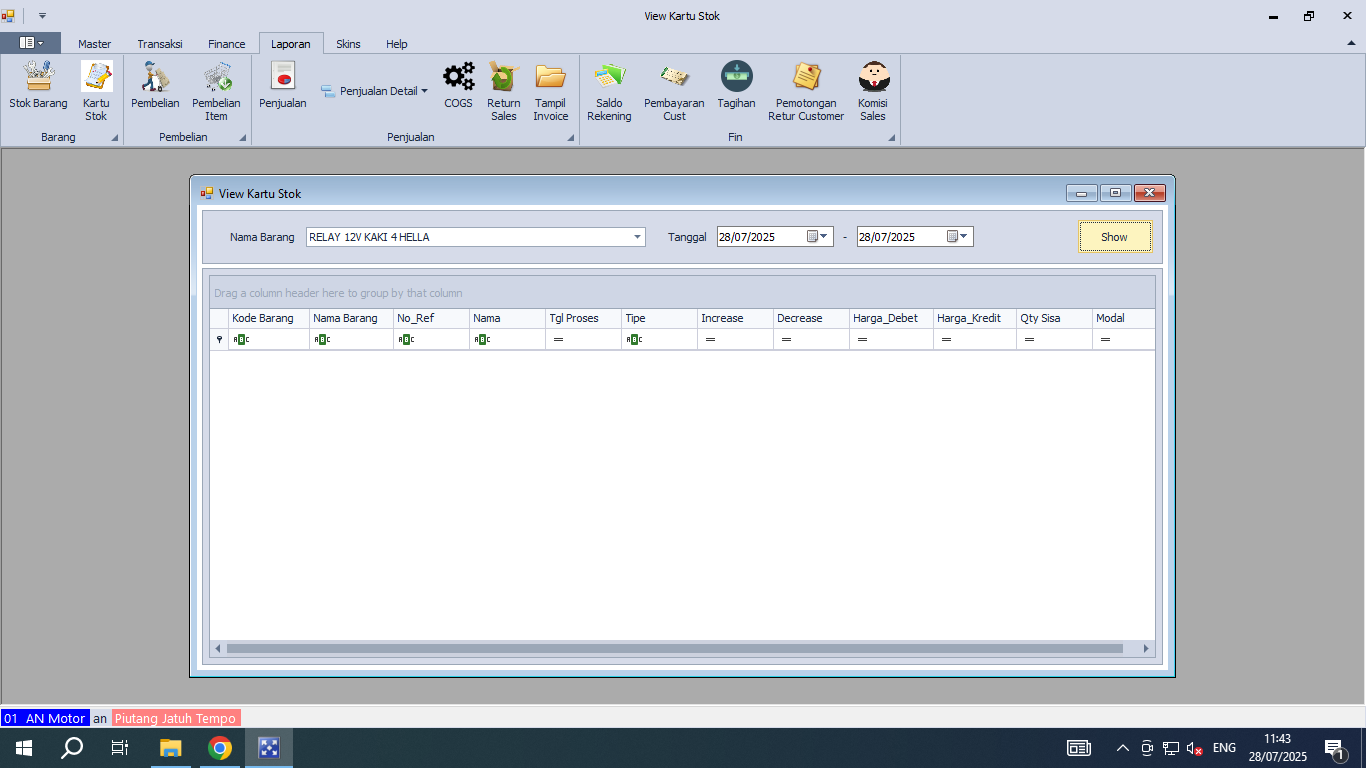 View Kartu Stok
Master Transaksi Finance Laporan Skins Help
Stok Barang
Kartu Stok
Barang
Pembelian
Pembelian Item
Pembelian
Penjualan
Penjualan Detail
COGS
Return Sales
Tampil Invoice
Penjualan
Saldo Rekening
Pembayaran Cust
Tagihan
Pemotongan Retur Customer
Komisi Sales
Fin
View Kartu Stok
Nama Barang RELAY 12V KAKI 4 HELLA Tanggal 28/07/2025 - 28/07/2025 Show
Drag a column header here to group by that column
Kode Barang Nama Barang No_Ref Nama Tgl Proses Tipe Increase Decrease Harga_Debet Harga_Kredit Qty Sisa Modal
ABC ABC ABC ABC = ABC = = = = = =
01 AN Motor an Piutang Jatuh Tempo
ENG
11:43
28/07/2025
1